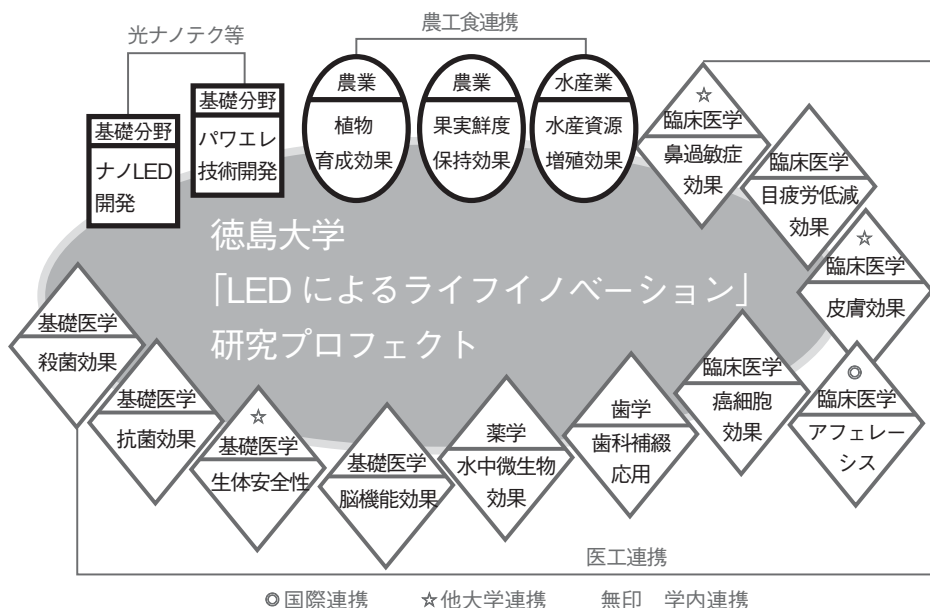 光ナノテク等
農工食連携
基礎分野
ナノLED
開発
基礎分野
パワエレ
技術開発
農業
植物
育成効果
農業
果実鮮度
保持効果
水産業
水産資源
増殖効果
☆
臨床医学
鼻過敏症
効果
臨床医学
目疲労低減
効果
☆
臨床医学
皮膚効果
徳島大学
「LED によるライフイノベーション」
研究プロフェクト
基礎医学
殺菌効果
基礎医学
抗菌効果
☆
基礎医学
生体安全性
基礎医学
脳機能効果
薬学
水中微生物
効果
歯学
歯科補綴
応用
臨床医学
癌細胞
効果
◎
臨床医学
アフェレー
シス
医工連携
◎国際連携 ☆他大学連携 無印 学内連携